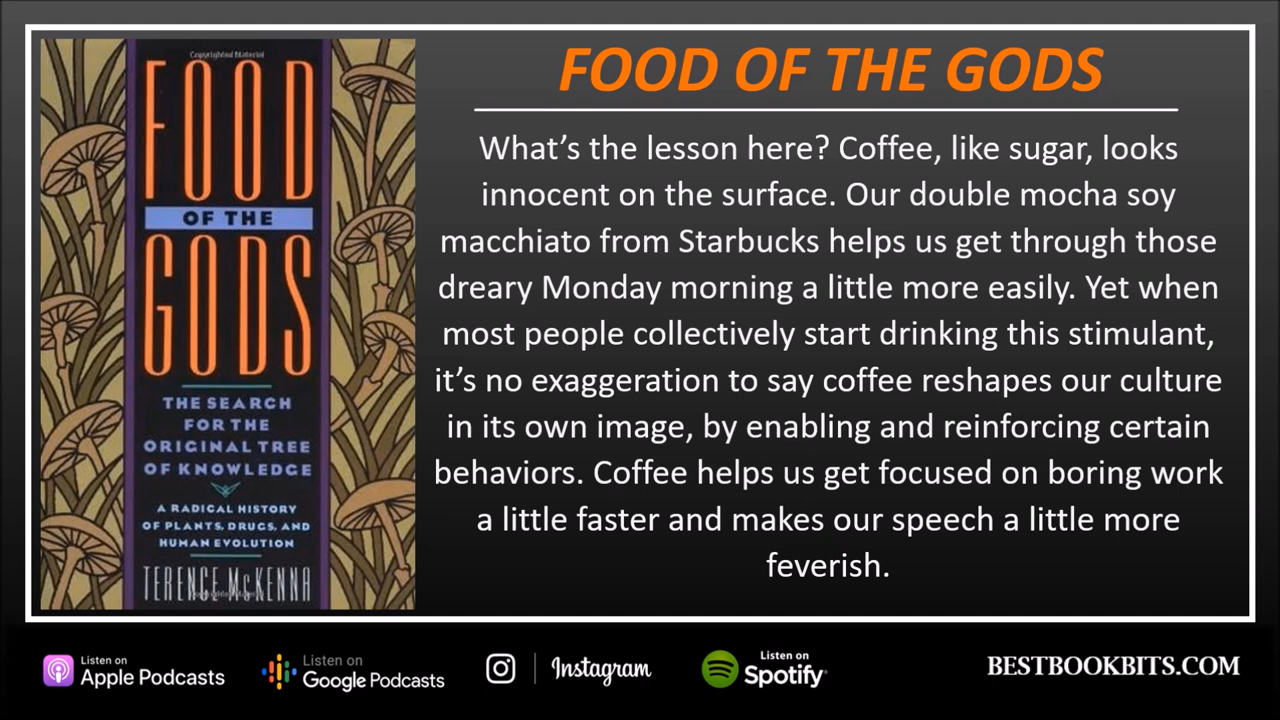 Copyrighted Material
FOOD
OF THE
GODS
THE SEARCH
FOR THE
ORIGINAL TREE
OF KNOWLEDGE
A RADICAL HISTORY
OF PLANTS, DRUGS, AND
HUMAN EVOLUTION
TERENCE McKENNA
FOOD OF THE GODS
What’s the lesson here? Coffee, like sugar, looks
innocent on the surface. Our double mocha soy
macchiato from Starbucks helps us get through those
dreary Monday morning a little more easily. Yet when
most people collectively start drinking this stimulant,
it’s no exaggeration to say coffee reshapes our culture
in its own image, by enabling and reinforcing certain
behaviors. Coffee helps us get focused on boring work
a little faster and makes our speech a little more
feverish.
Listen on
Apple Podcasts
Listen on
Google Podcasts
Instagram
Listen on
Spotify
BESTBOOKBITS.COM